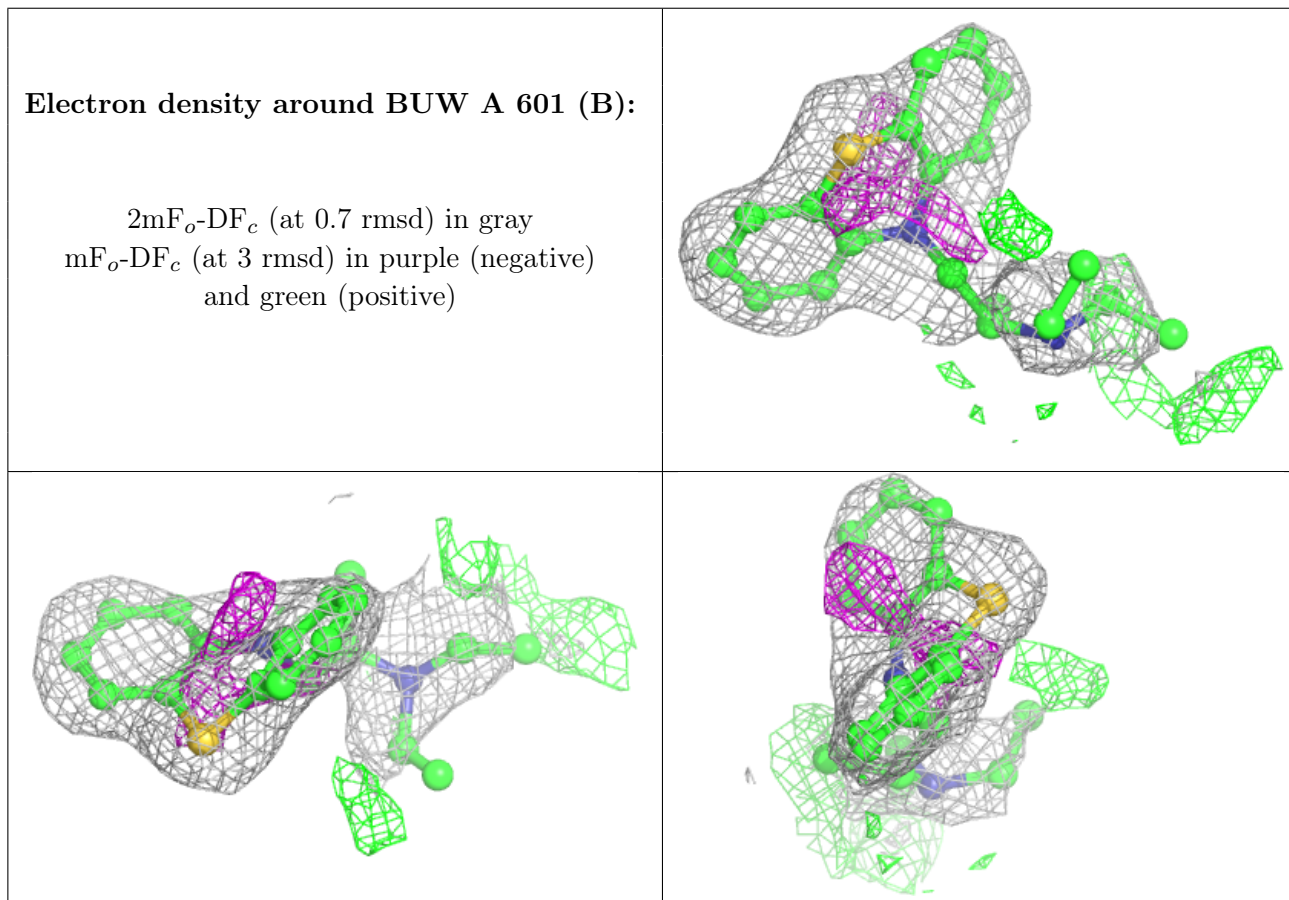 Electron density around BUW A 601 (B):
2mFₒ-DF𝒸 (at 0.7 rmsd) in gray
mFₒ-DF𝒸 (at 3 rmsd) in purple (negative)
and green (positive)